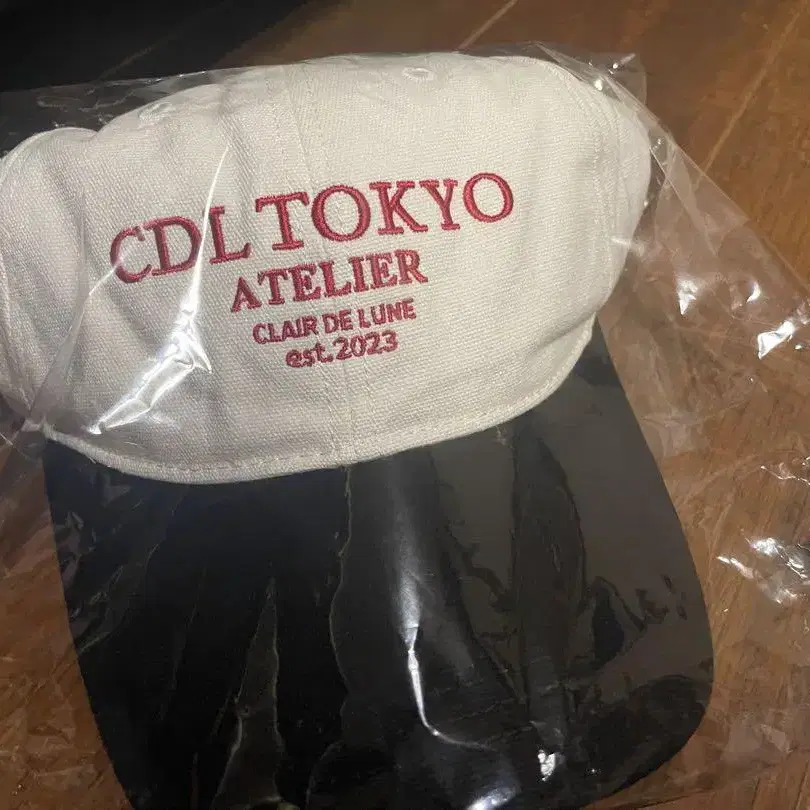 CDL TOKYO
ATELIER
CLAIR DE LUNE
est.2023